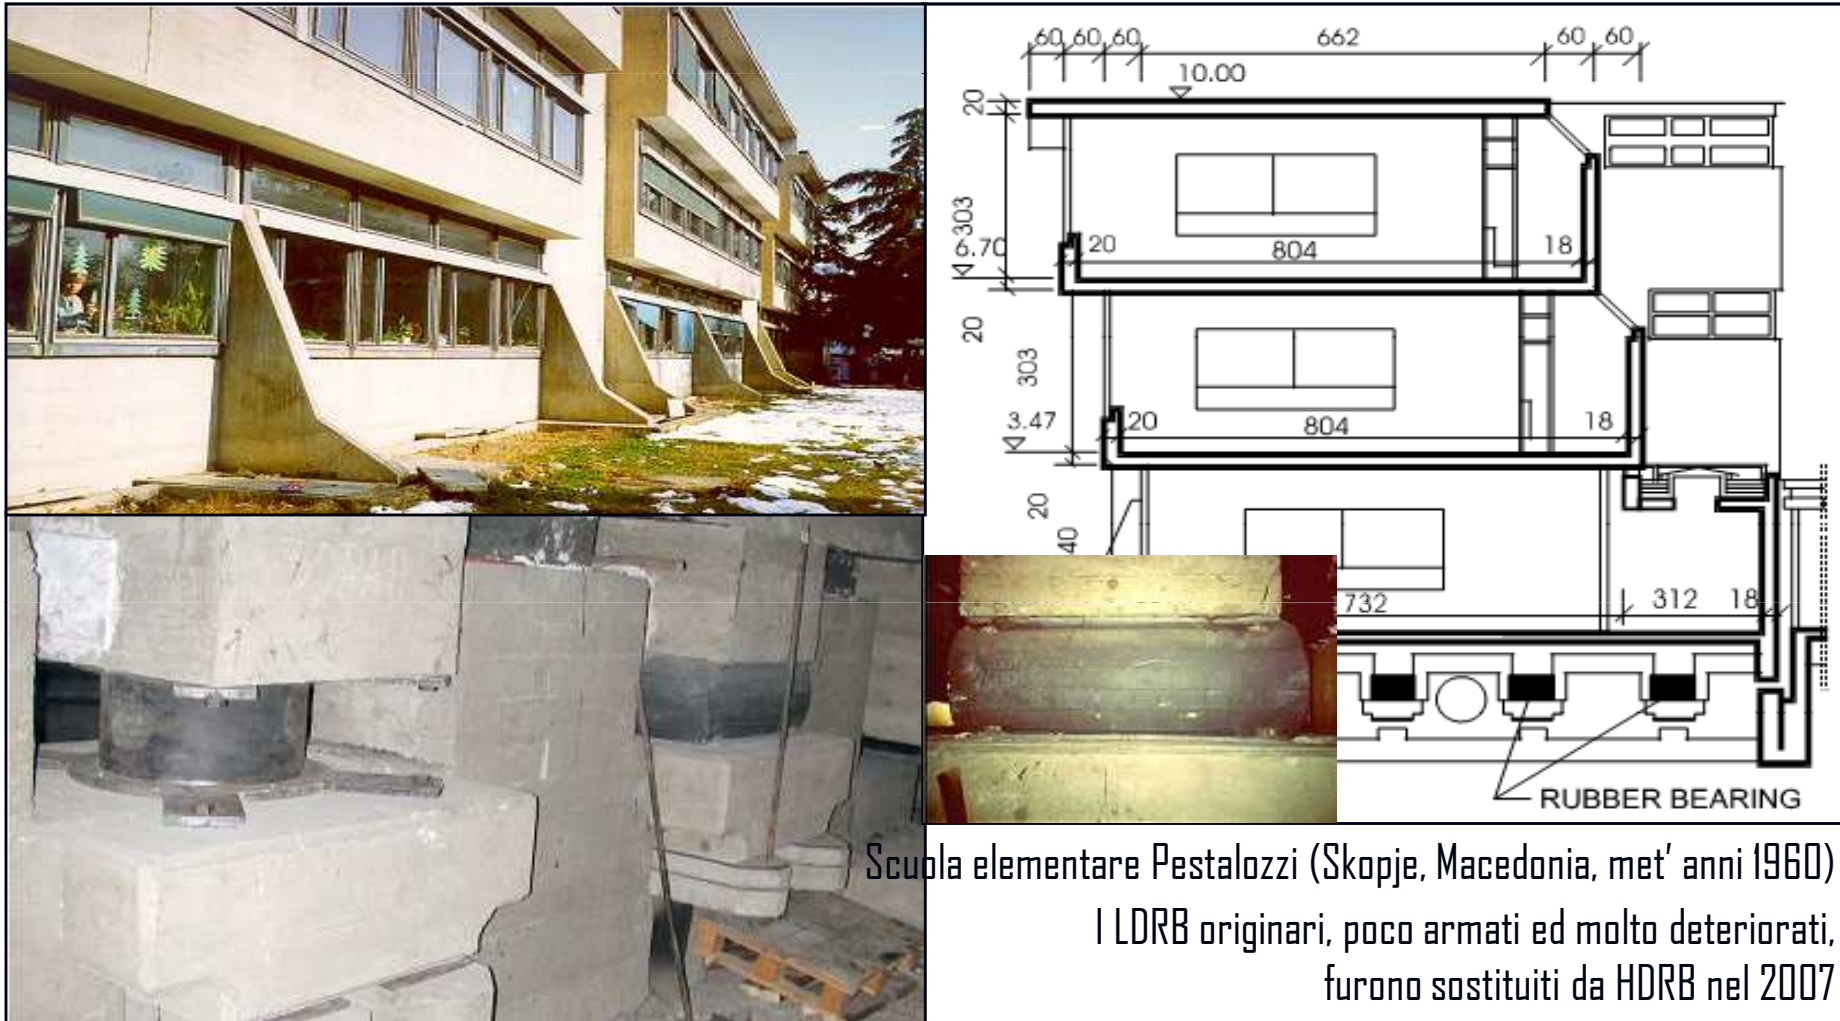 60 60 60 662 60 60
10.00
20
303
6.70
20 804 18
20
303
3.47
20 804 18
20
40
732 312 18
RUBBER BEARING
Scuola elementare Pestalozzi (Skopje, Macedonia, met' anni 1960)
I LDRB originari, poco armati ed molto deteriorati,
furono sostituiti da HDRB nel 2007